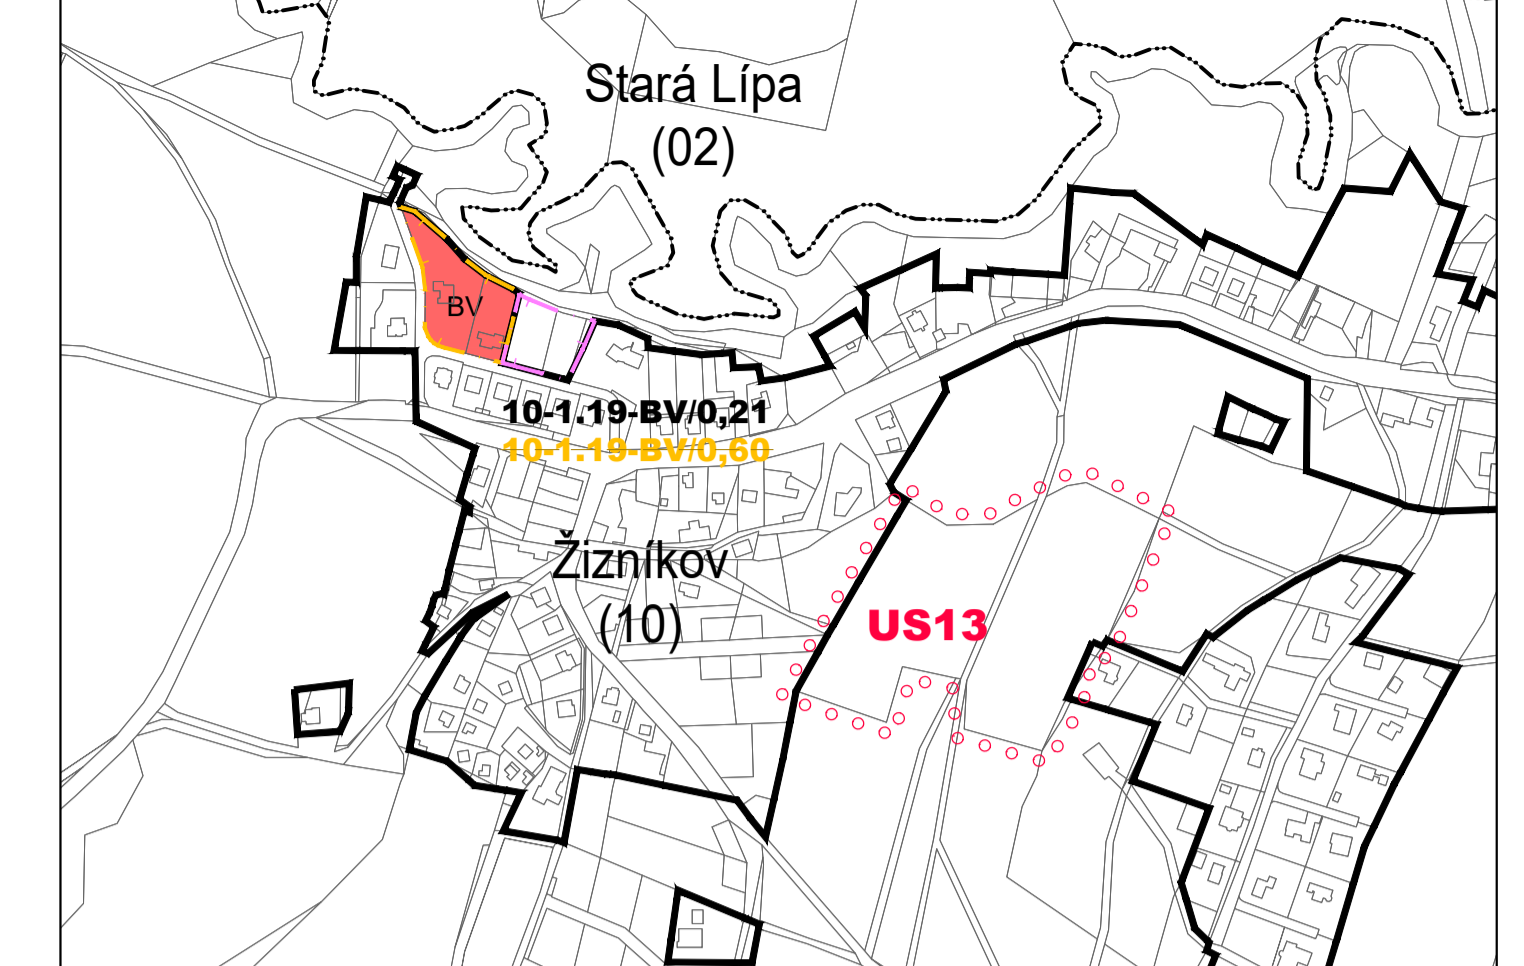 Stará Lípa
(02)
BV
10-1.19-BV/0,21
10-1.19-BV/0,60
Žizníkov
(10)
US13